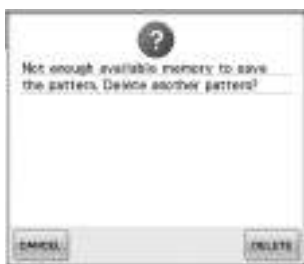 ?
Not enough available memory to save
the pattern. Delete another pattern?
CANCEL DELETE